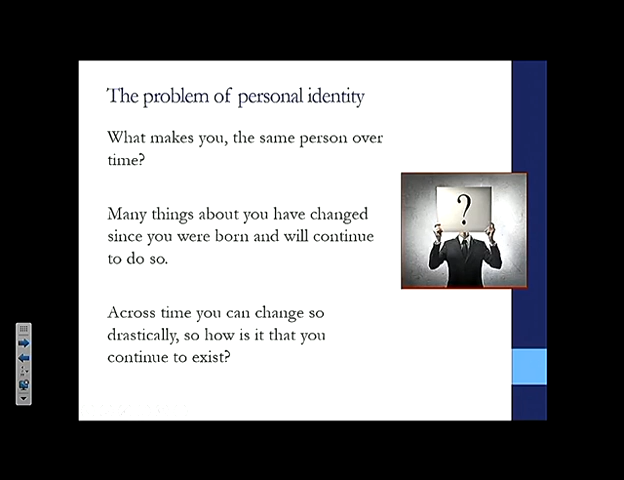 The problem of personal identity
What makes you, the same person over
time?
Many things about you have changed
since you were born and will continue
to do so.
Across time you can change so
drastically, so how is it that you
continue to exist?
?